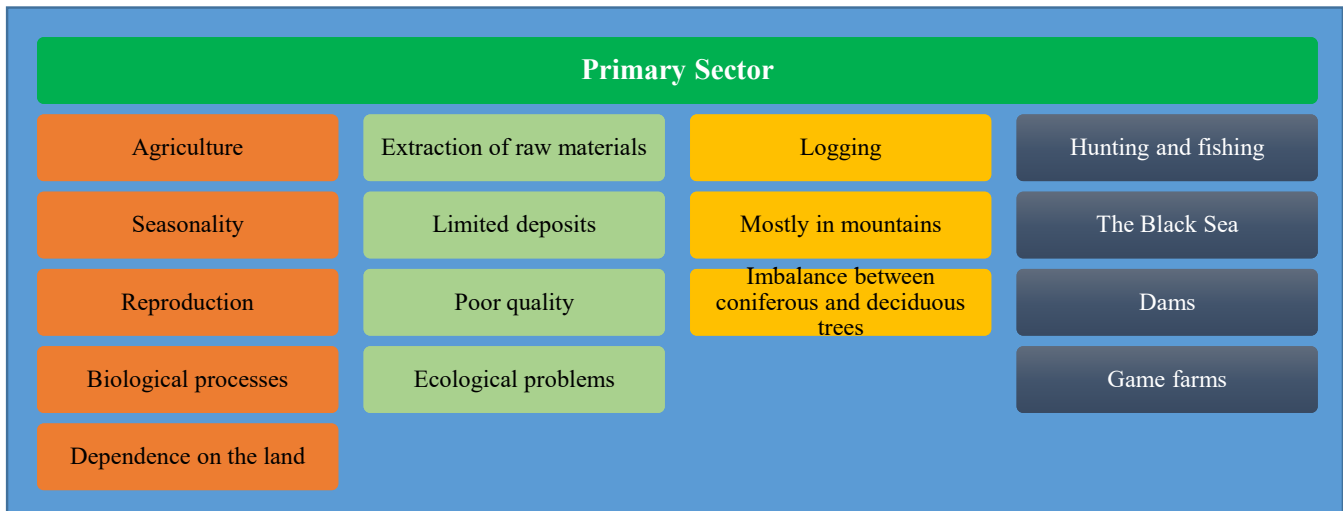 Primary Sector
Agriculture
Extraction of raw materials
Logging
Hunting and fishing
Seasonality
Limited deposits
Mostly in mountains
The Black Sea
Reproduction
Poor quality
Imbalance between
coniferous and deciduous
trees
Dams
Biological processes
Ecological problems
Game farms
Dependence on the land